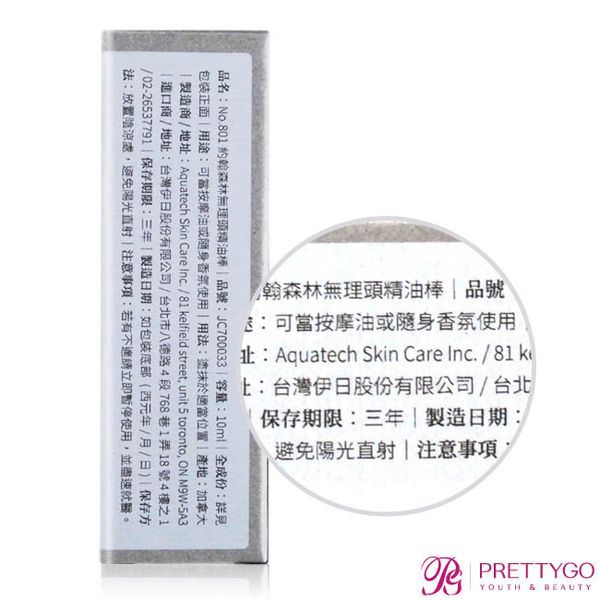 品名：No.801 約翰森林無理頭精油棒｜品號：JC700033｜容量：10ml｜全成份：詳見
包裝正面｜用途：可當按摩油或隨身香氛使用｜用法：塗抹於適當位置｜產地：加拿大
｜製造商/地址：Aquatech Skin Care Inc. / 81 kelfield street, unit 5 toronto, ON M9W-5A3
｜進口商/地址：台灣伊日股份有限公司/台北市八德路4段768巷1弄18號4樓之1
/ 02-26537791｜保存期限：三年｜製造日期：如包裝底部(西元年/月/日)｜保存方
法：放置陰涼處，避免陽光直射｜注意事項：若有不適請立即暫停使用，並盡速就醫。
翰森林無理頭精油棒｜品號
：可當按摩油或隨身香氛使用
址：Aquatech Skin Care Inc. / 81 k
：台灣伊日股份有限公司/台北
保存期限：三年｜製造日期：
避免陽光直射｜注意事項：
PG PRETTYGO
YOUTH & BEAUTY